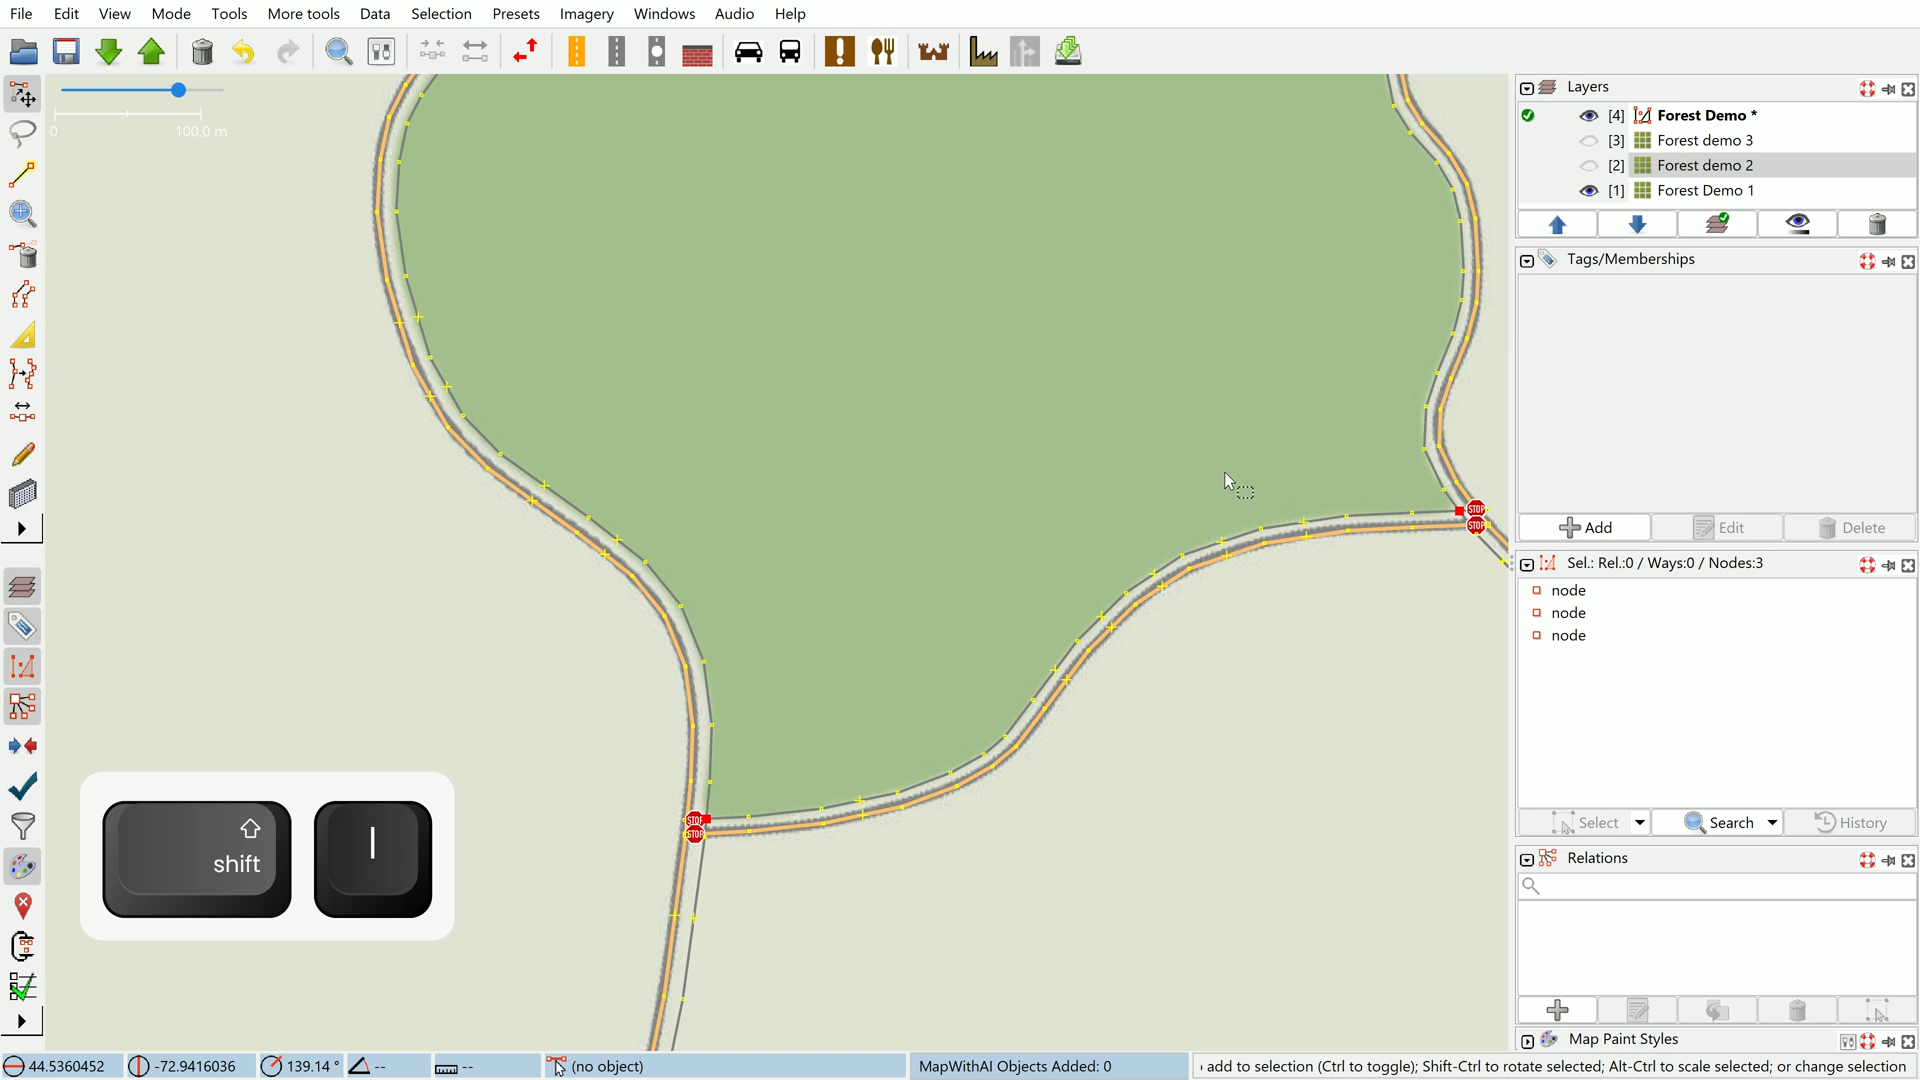 File Edit View Mode Tools More tools Data Selection Presets Imagery Windows Audio Help
0 100.0 m
Layers
[4] Forest Demo *
[3] Forest demo 3
[2] Forest demo 2
[1] Forest Demo 1
Tags/Memberships
Add Edit Delete
Sel.: Rel.:0 / Ways:0 / Nodes:3
node
node
node
Select Search History
Relations
Map Paint Styles
STOP
STOP
STOP
STOP
shift
44.5360452 -72.9416036 139.14 ° -- -- (no object) MapWithAI Objects Added: 0 add to selection (Ctrl to toggle); Shift-Ctrl to rotate selected; Alt-Ctrl to scale selected; or change selection